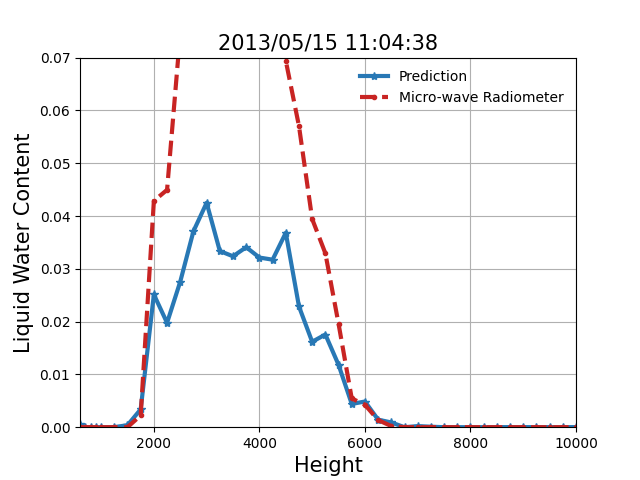 2013/05/15 11:04:38
0.07
0.06
0.05
0.04
0.03
0.02
0.01
0.00
Liquid Water Content
Prediction
Micro-wave Radiometer
2000 4000 6000 8000 10000
Height